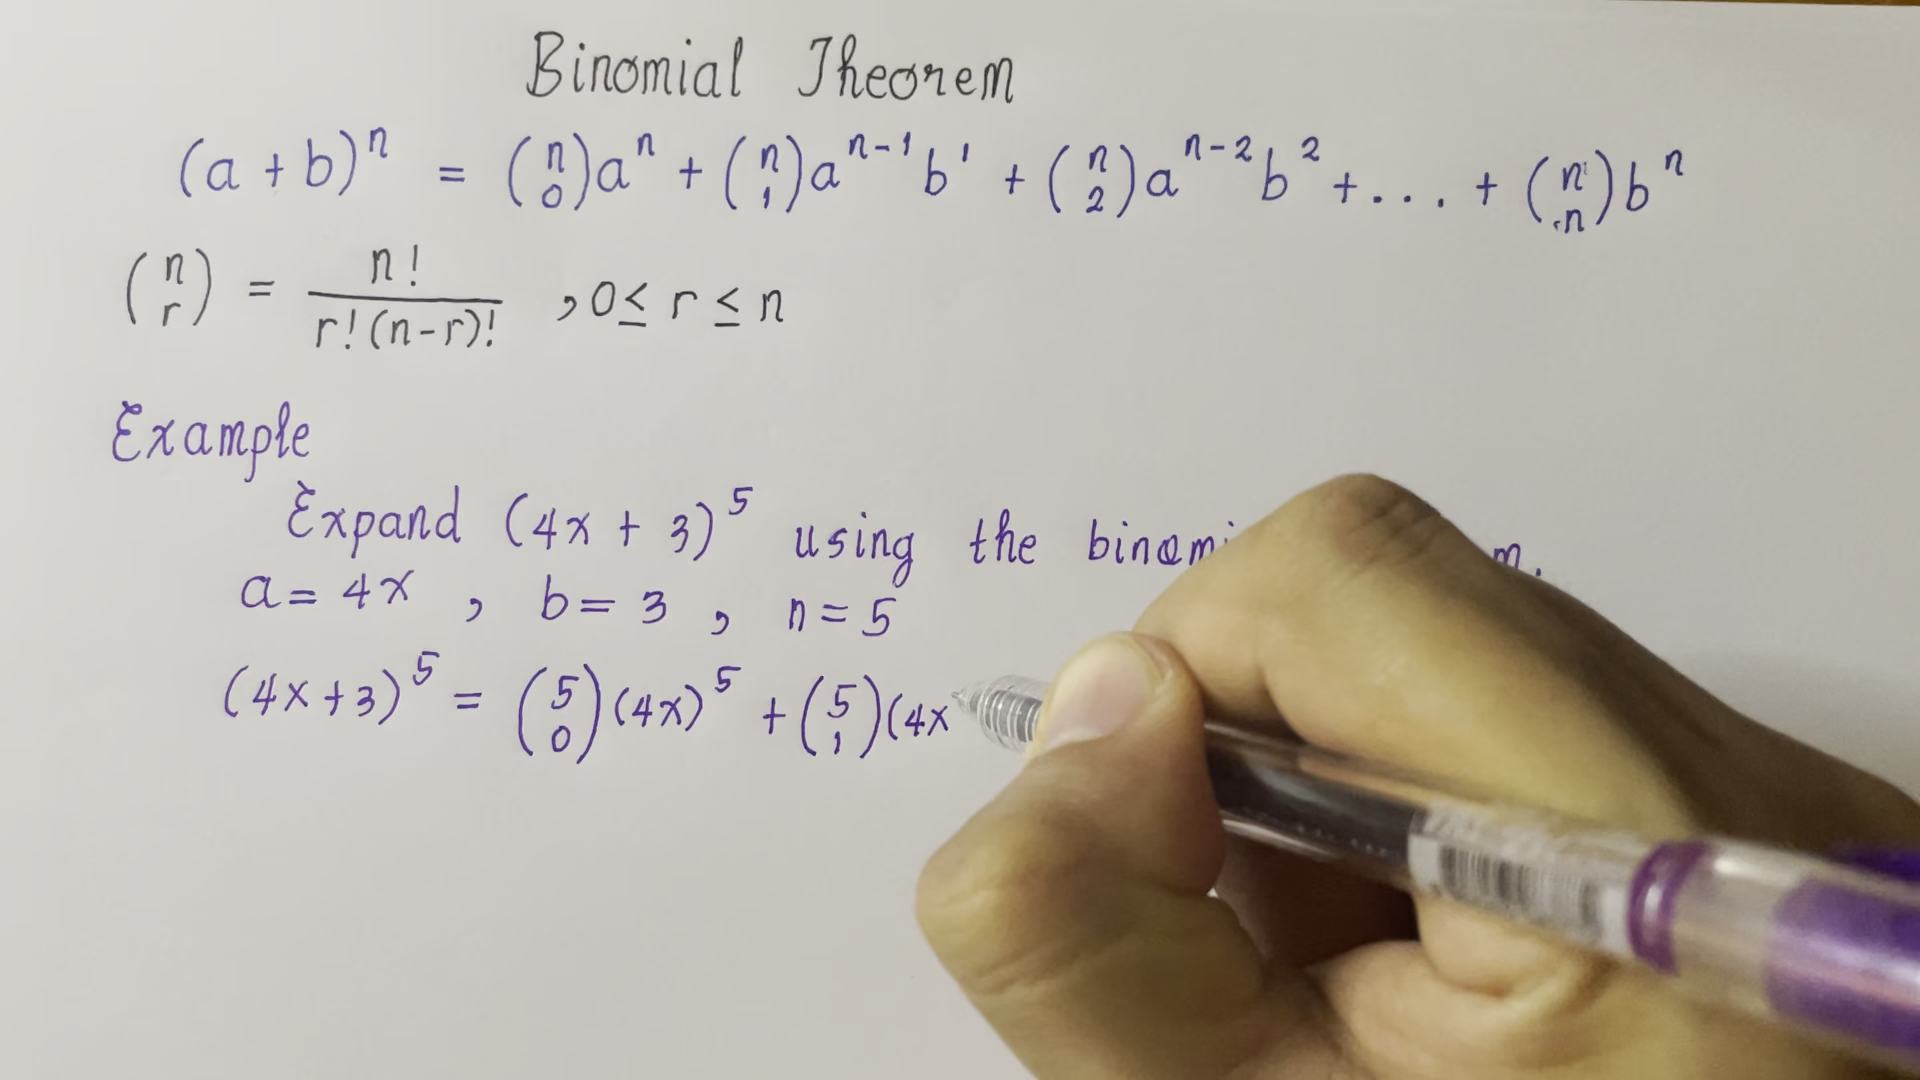 Binomial Theorem
(a + b)^n = (n 0)a^n + (n 1)a^{n-1}b^1 + (n 2)a^{n-2}b^2 + ... + (n n)b^n
(n r) = n! / r!(n-r)! , 0 ≤ r ≤ n
Example
Expand (4x + 3)^5 using the
a = 4x , b = 3 , n = 5
(4x+3)^5 = (5 0)(4x)^5 + (5 1)(4x